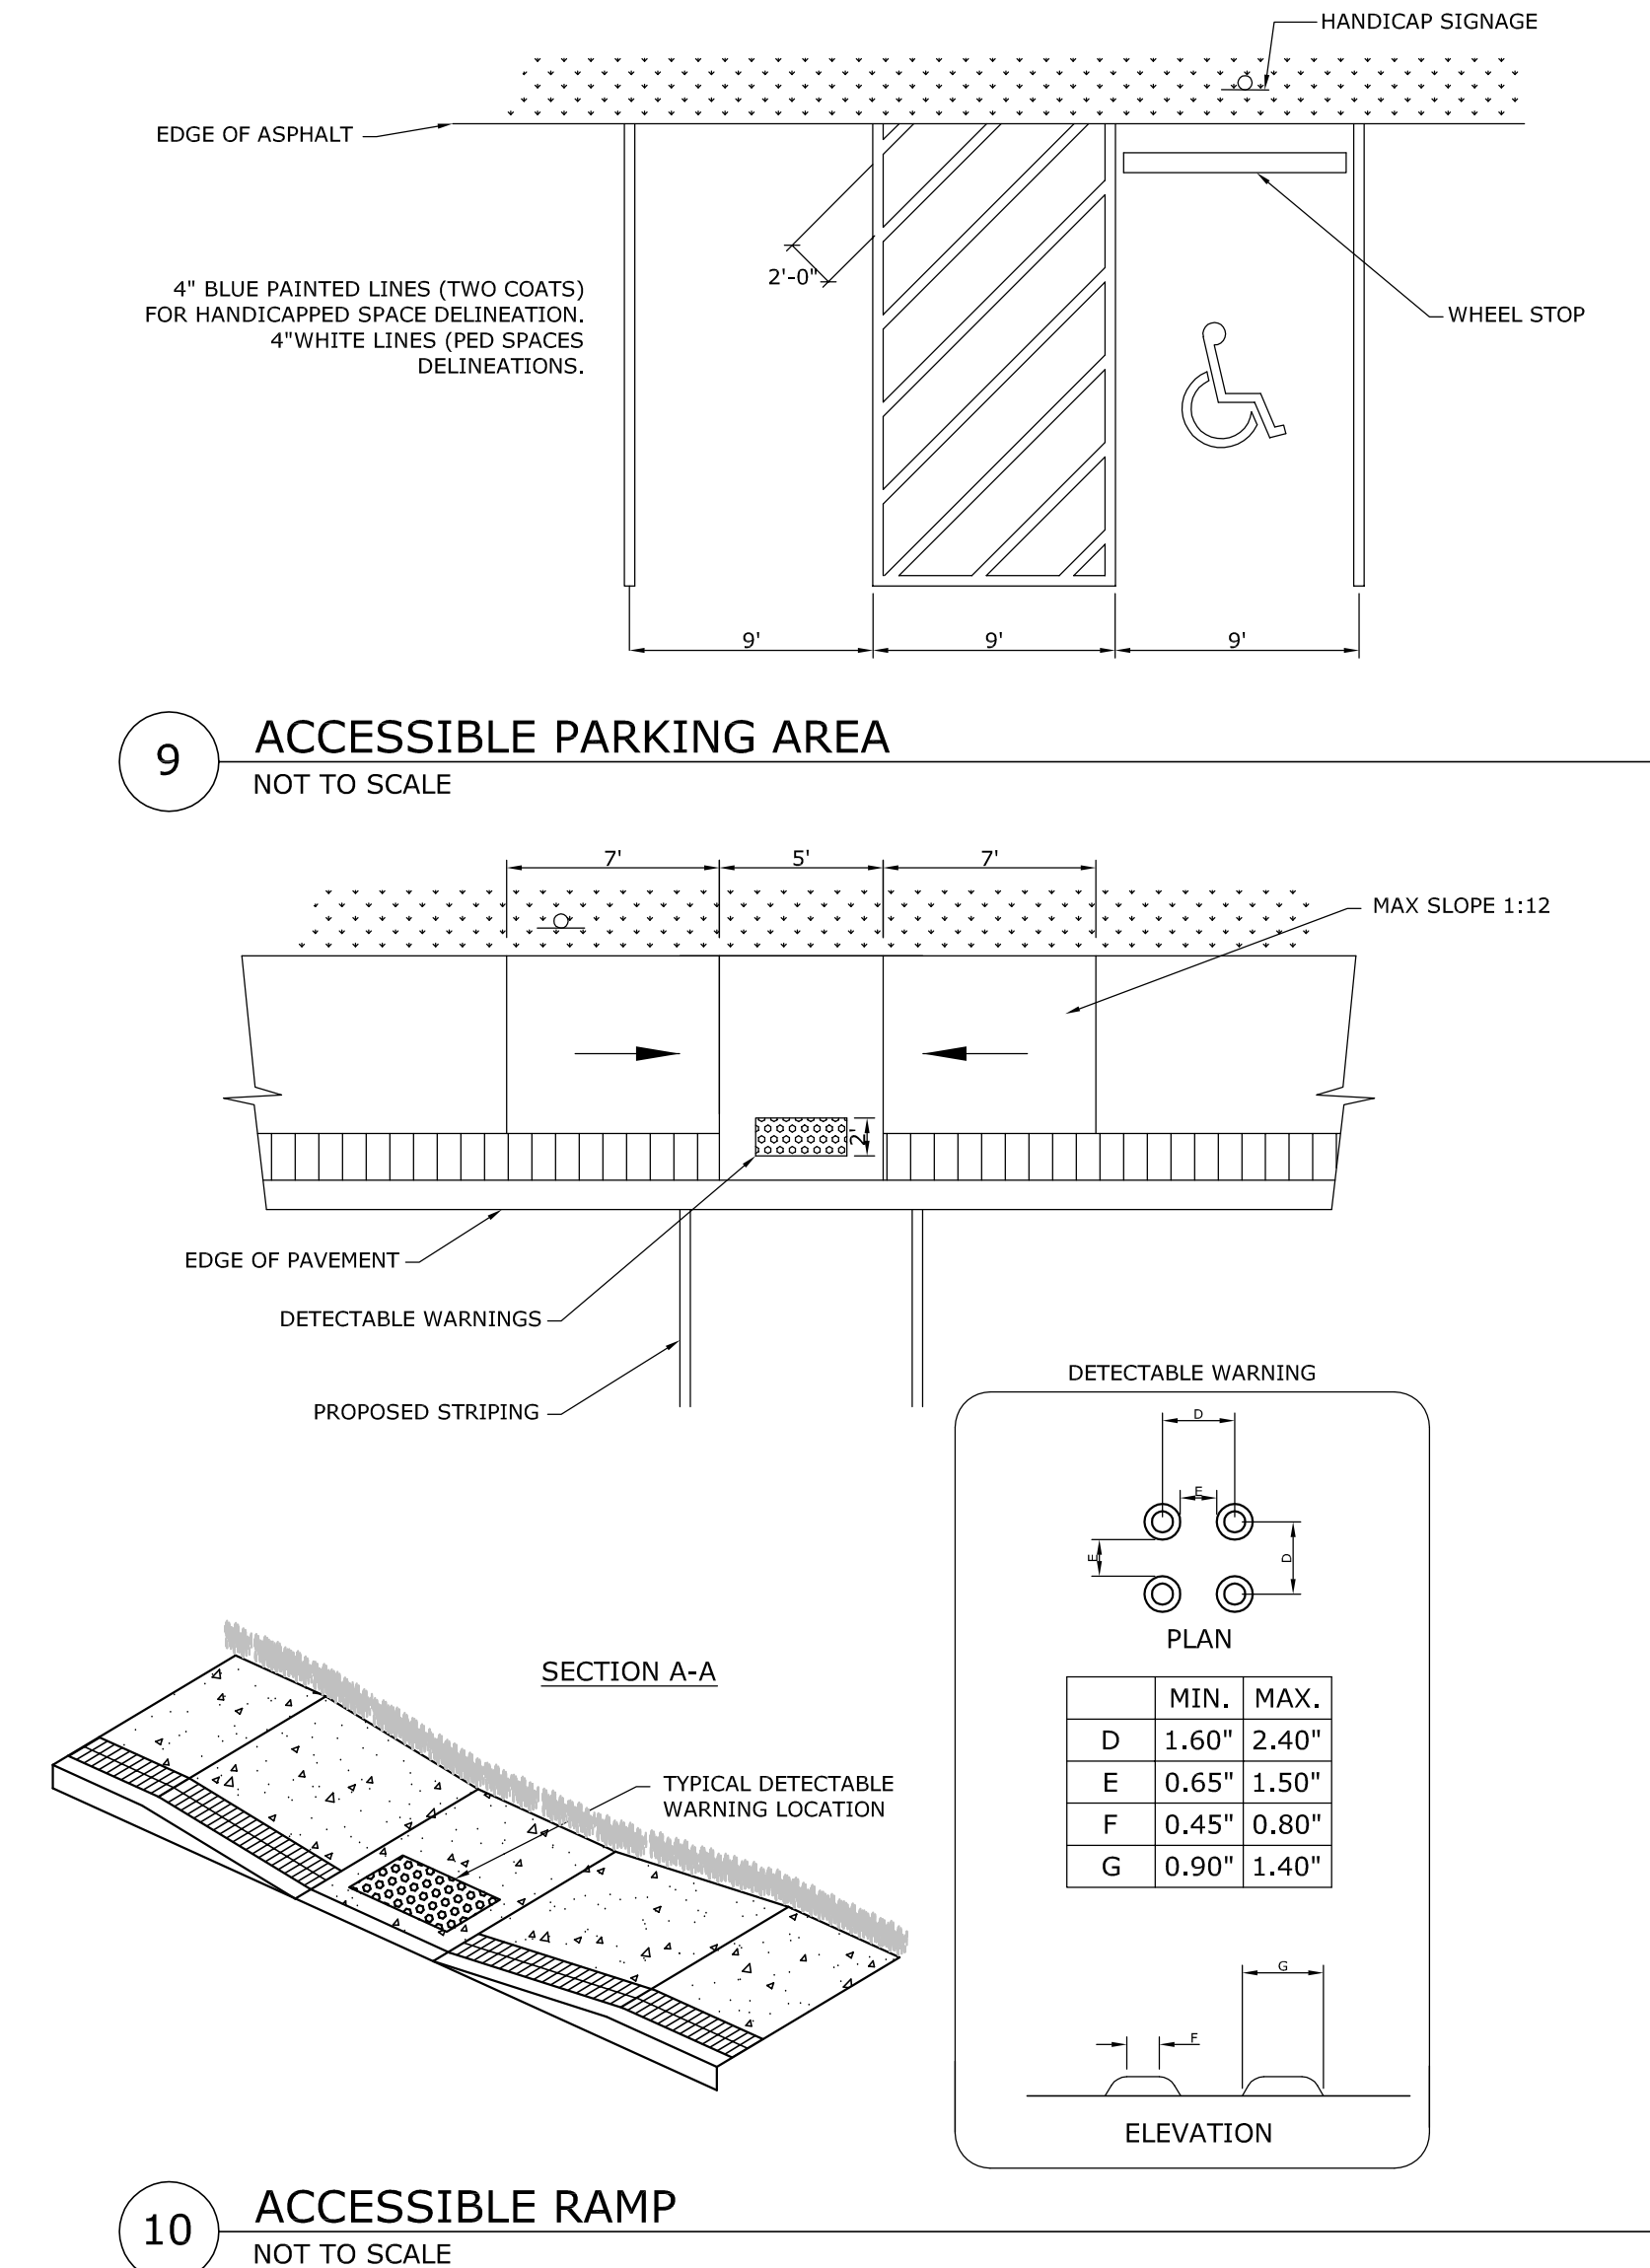 HANDICAP SIGNAGE
EDGE OF ASPHALT
2'-0"
4" BLUE PAINTED LINES (TWO COATS)
FOR HANDICAPPED SPACE DELINEATION.
4"WHITE LINES (PED SPACES
DELINEATIONS.
WHEEL STOP
9' 9' 9'
9
ACCESSIBLE PARKING AREA
NOT TO SCALE
7' 5' 7'
MAX SLOPE 1:12
2'
EDGE OF PAVEMENT
DETECTABLE WARNINGS
PROPOSED STRIPING
DETECTABLE WARNING
D
E
E
D
PLAN
MIN. MAX.
D 1.60" 2.40"
E 0.65" 1.50"
F 0.45" 0.80"
G 0.90" 1.40"
G
F
ELEVATION
SECTION A-A
TYPICAL DETECTABLE
WARNING LOCATION
10
ACCESSIBLE RAMP
NOT TO SCALE